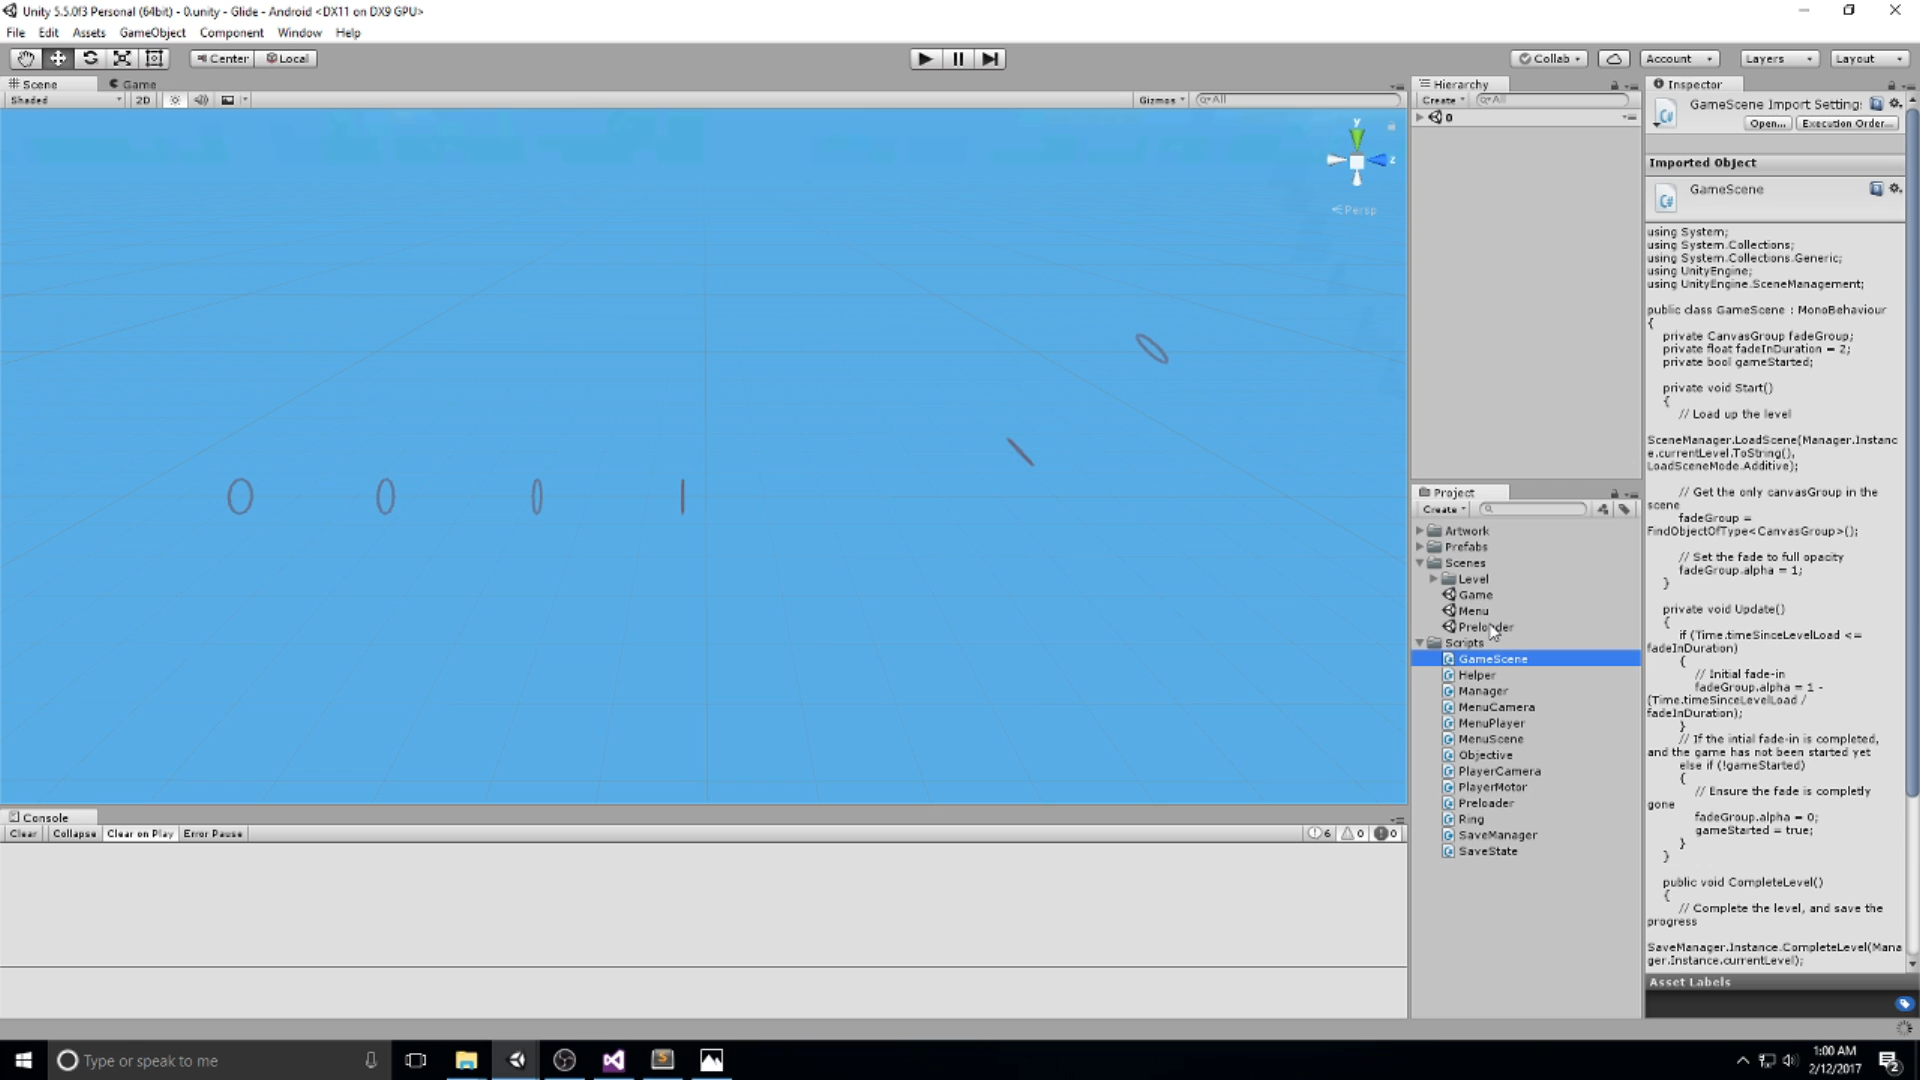 Unity 5.5.0f3 Personal (64bit) - 0.unity - Glide - Android <DX11 on DX9 GPU>
File Edit Assets GameObject Component Window Help
Center Local
Collab Account Layers Layout
Scene Game
Shaded 2D
Gizmos All
y
z
Persp
Hierarchy
Create All
0
Project
Create
Artwork
Prefabs
Scenes
Level
Game
Menu
Preloader
Scripts
GameScene
Helper
Manager
MenuCamera
MenuPlayer
MenuScene
Objective
PlayerCamera
PlayerMotor
Preloader
Ring
SaveManager
SaveState
Inspector
GameScene Import Setting:
Open... Execution Order...
Imported Object
GameScene
using System;
using System.Collections;
using System.Collections.Generic;
using UnityEngine;
using UnityEngine.SceneManagement;
public class GameScene : MonoBehaviour
{
private CanvasGroup fadeGroup;
private float fadeInDuration = 2;
private bool gameStarted;
private void Start()
{
// Load up the level
SceneManager.LoadScene(Manager.Instanc
e.currentLevel.ToString(),
LoadSceneMode.Additive);
// Get the only canvasGroup in the
scene
fadeGroup =
FindObjectOfType<CanvasGroup>();
// Set the fade to full opacity
fadeGroup.alpha = 1;
}
private void Update()
{
if (Time.timeSinceLevelLoad <=
fadeInDuration)
{
// Initial fade-in
fadeGroup.alpha = 1 -
(Time.timeSinceLevelLoad /
fadeInDuration);
}
// If the intial fade-in is completed,
and the game has not been started yet
else if (!gameStarted)
{
// Ensure the fade is completly
gone
fadeGroup.alpha = 0;
gameStarted = true;
}
}
public void CompleteLevel()
{
// Complete the level, and save the
progress
SaveManager.Instance.CompleteLevel(Mana
ger.Instance.currentLevel);
Asset Labels
Console
Clear Collapse Clear on Play Error Pause
6 0 0
Type or speak to me
1:00 AM
2/12/2017
2